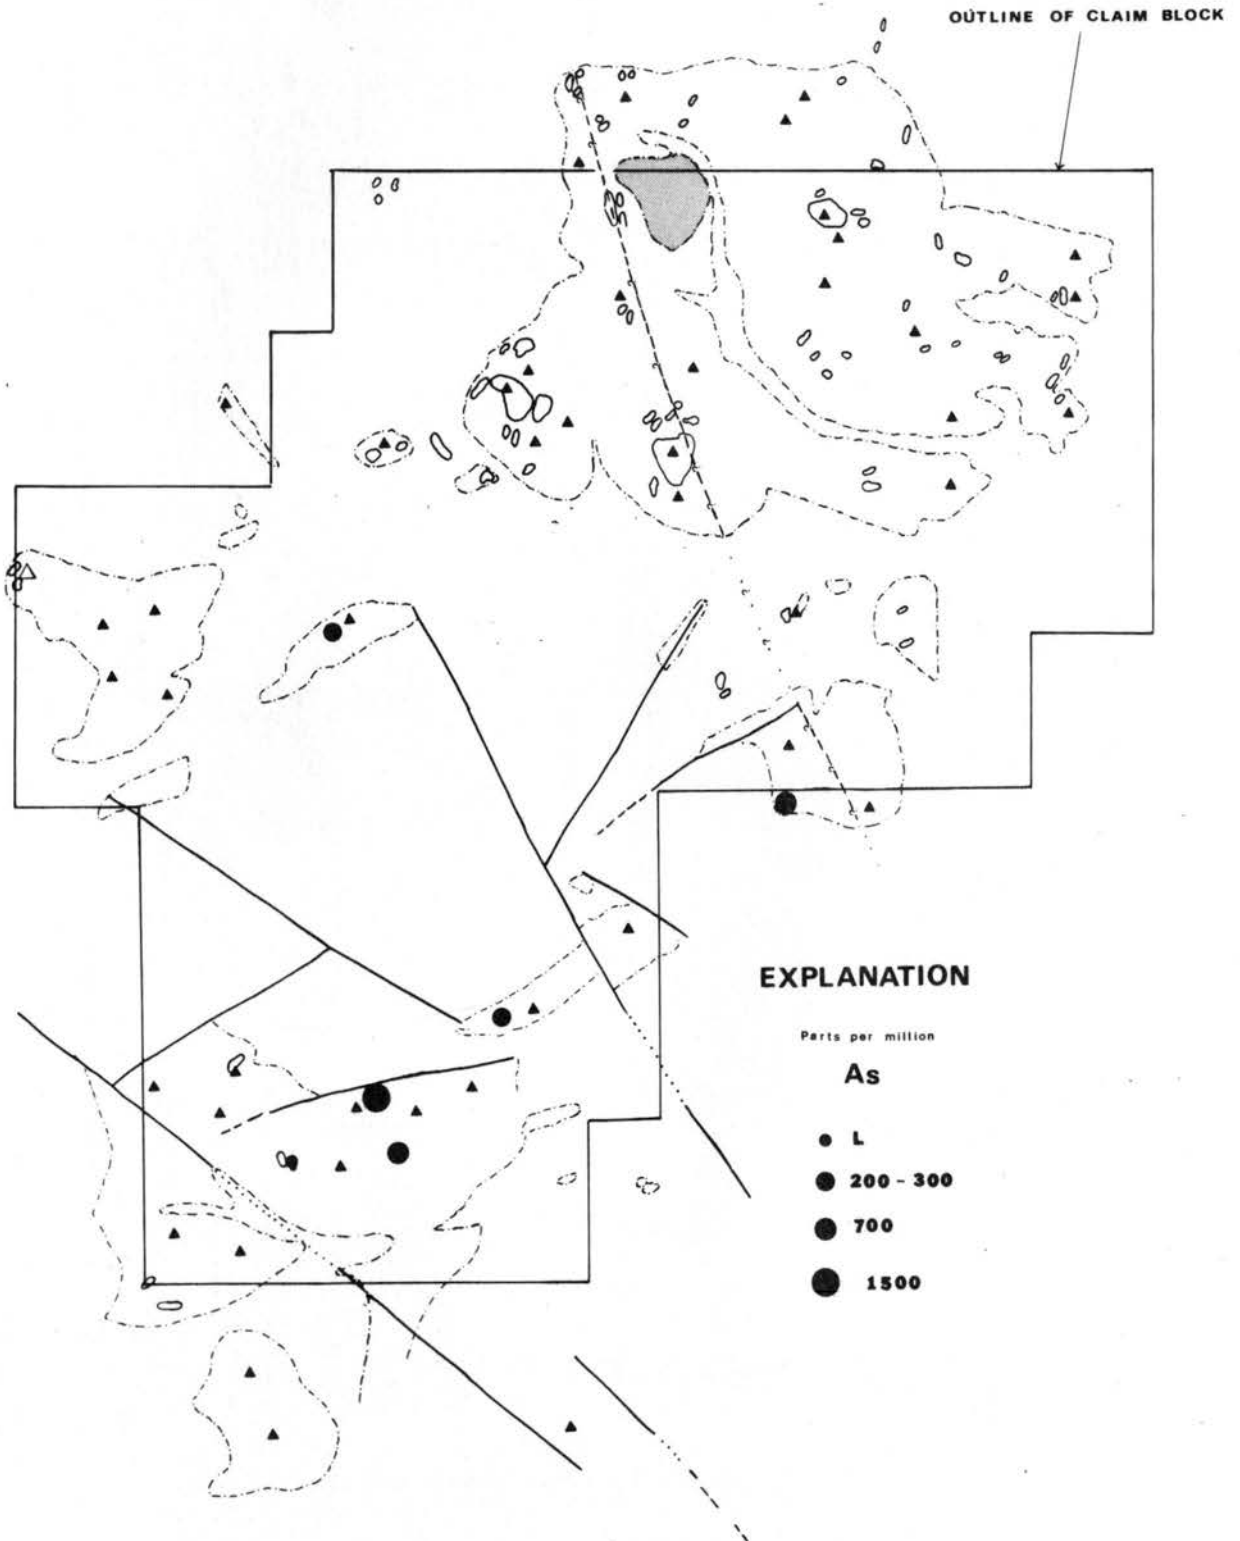 OUTLINE OF CLAIM BLOCK
EXPLANATION
Parts per million
As
L
200 - 300
700
1500